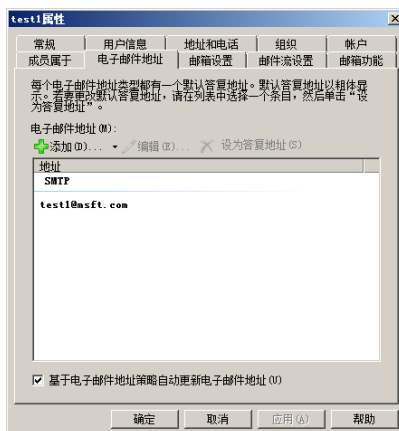 test1属性
常规 用户信息 地址和电话 组织 帐户
成员属于 电子邮件地址 邮箱设置 邮件流设置 邮箱功能
每个电子邮件地址类型都有一个默认答复地址。默认答复地址以粗体显
示。若要更改默认答复地址，请在列表中选择一个条目，然后单击“设
为答复地址”。
电子邮件地址(M):
添加(D)... 编辑(E)... 设为答复地址(S)
地址
SMTP
test1@msft.com
基于电子邮件地址策略自动更新电子邮件地址(U)
确定 取消 应用(A) 帮助